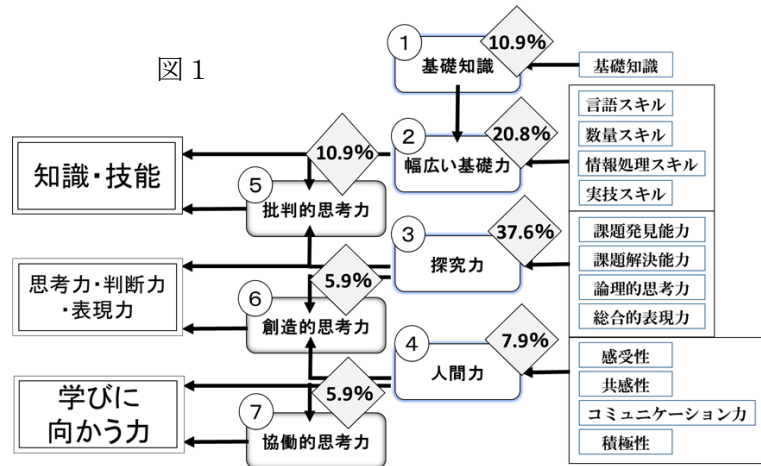 図1
① 基礎知識 10.9%
基礎知識
② 幅広い基礎力 20.8%
言語スキル
数量スキル
情報処理スキル
実技スキル
知識・技能
10.9%
⑤ 批判的思考力
③ 探究力 37.6%
課題発見能力
課題解決能力
論理的思考力
総合的表現力
思考力・判断力
・表現力
5.9%
⑥ 創造的思考力
④ 人間力 7.9%
感受性
共感性
コミュニケーション力
積極性
学びに
向かう力
5.9%
⑦ 協働的思考力